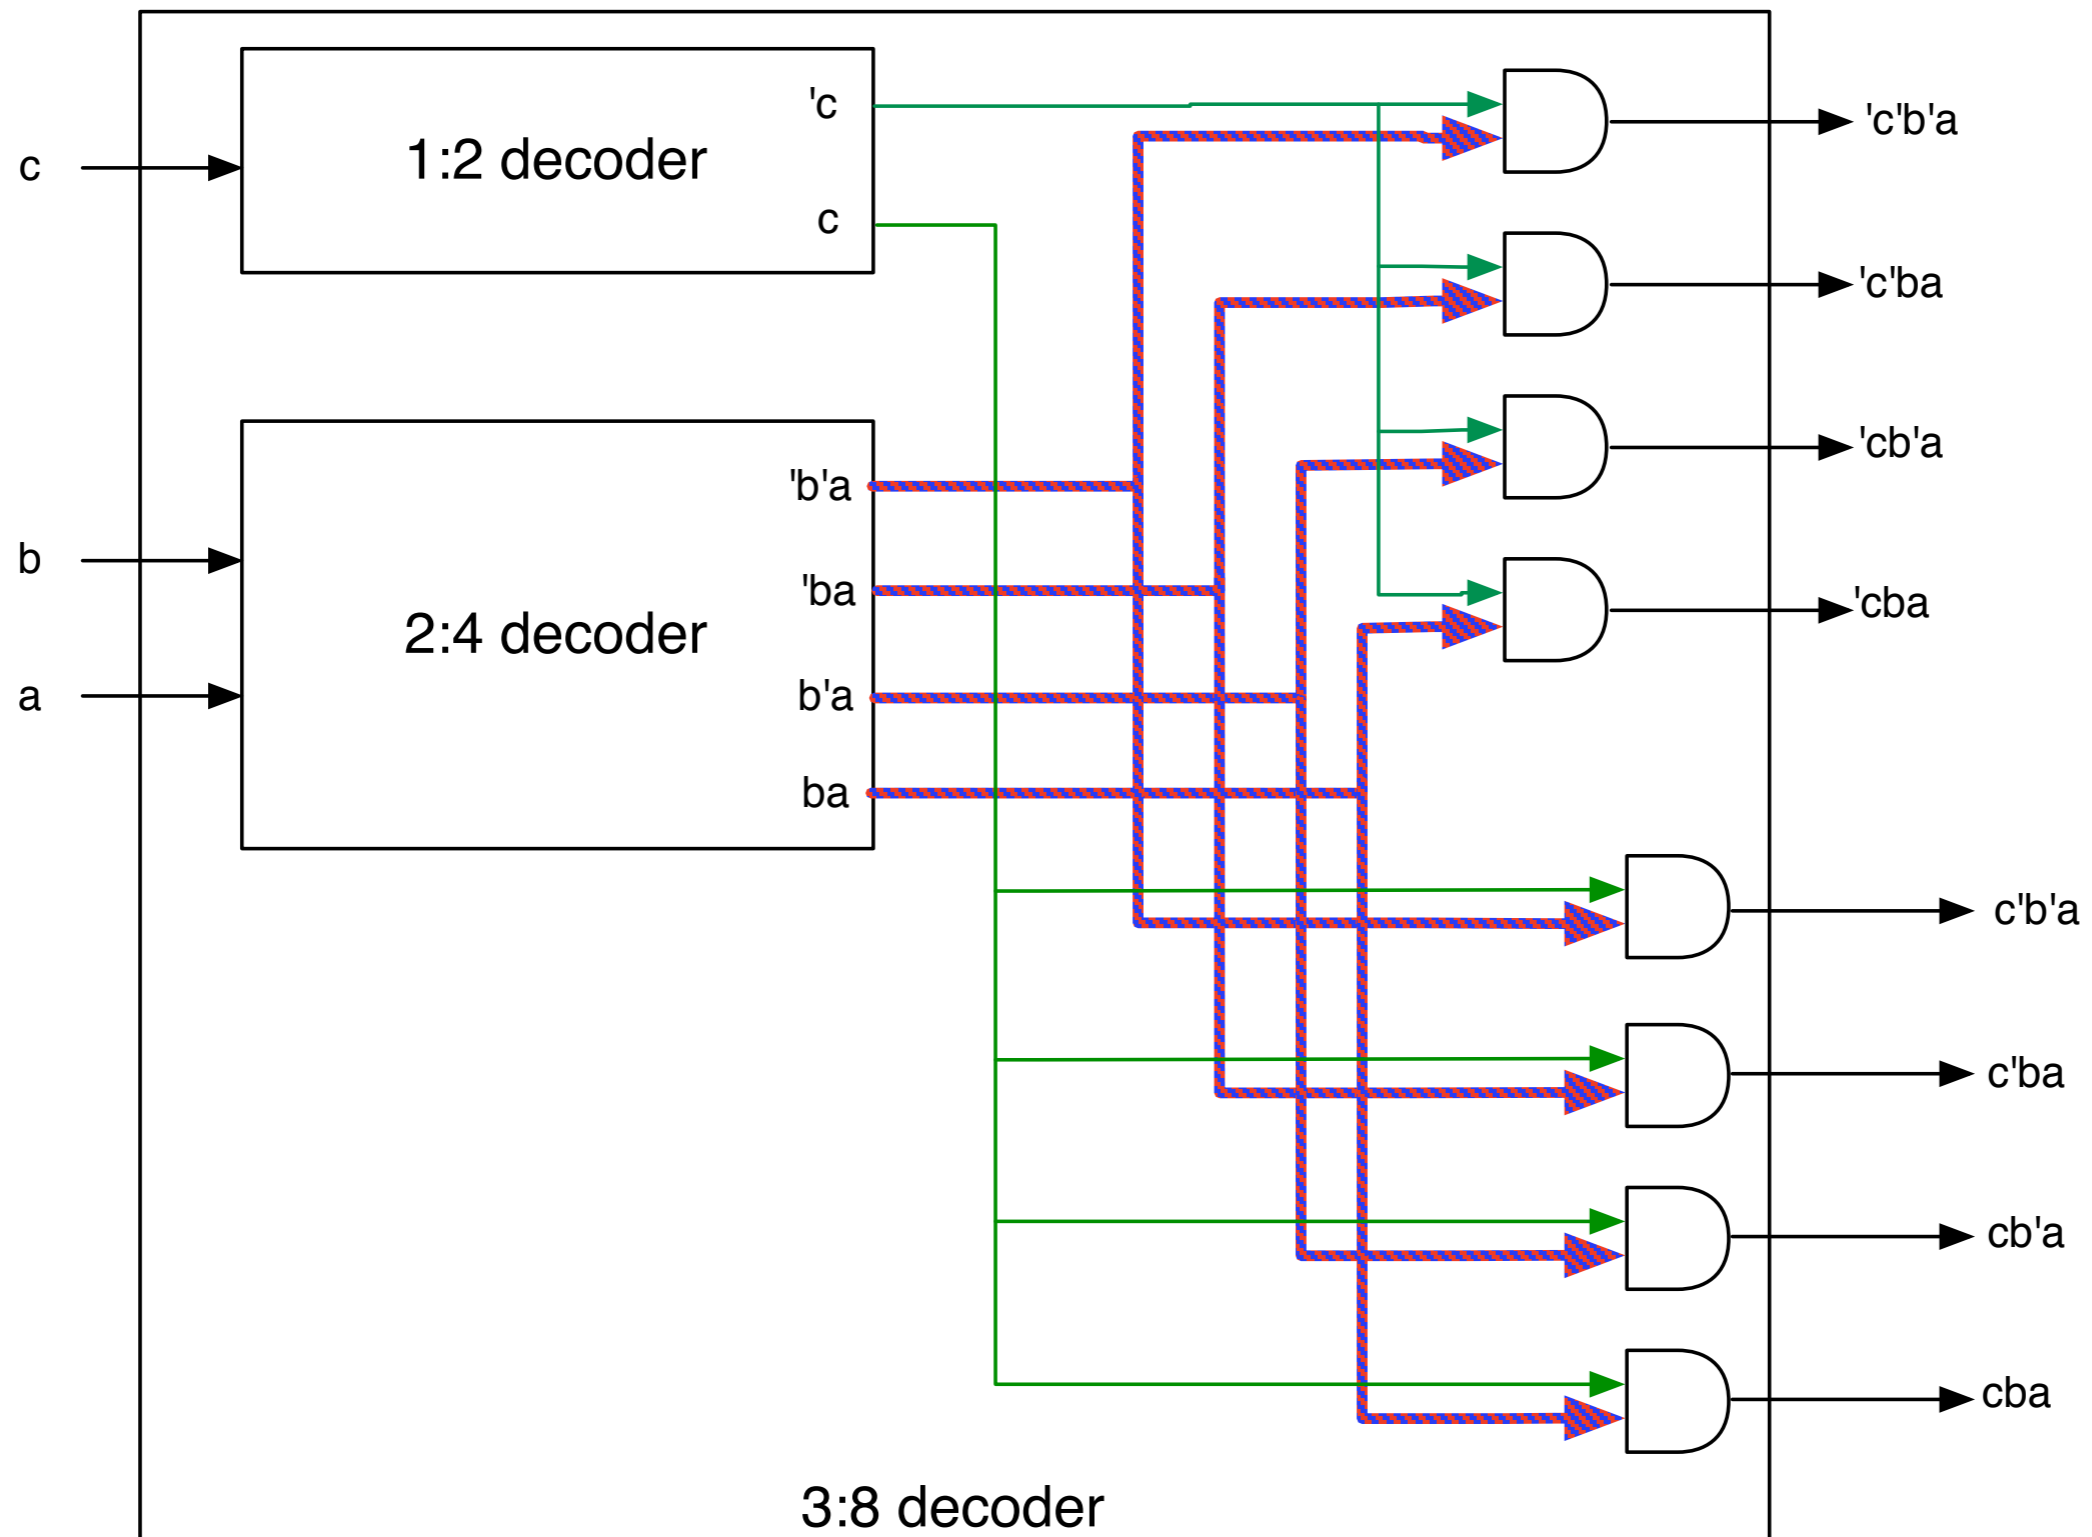 'c
1:2 decoder
c
c
'c'b'a
'c'ba
'cb'a
'cba
b
a
2:4 decoder
'b'a
'ba
b'a
ba
c'b'a
c'ba
cb'a
cba
3:8 decoder